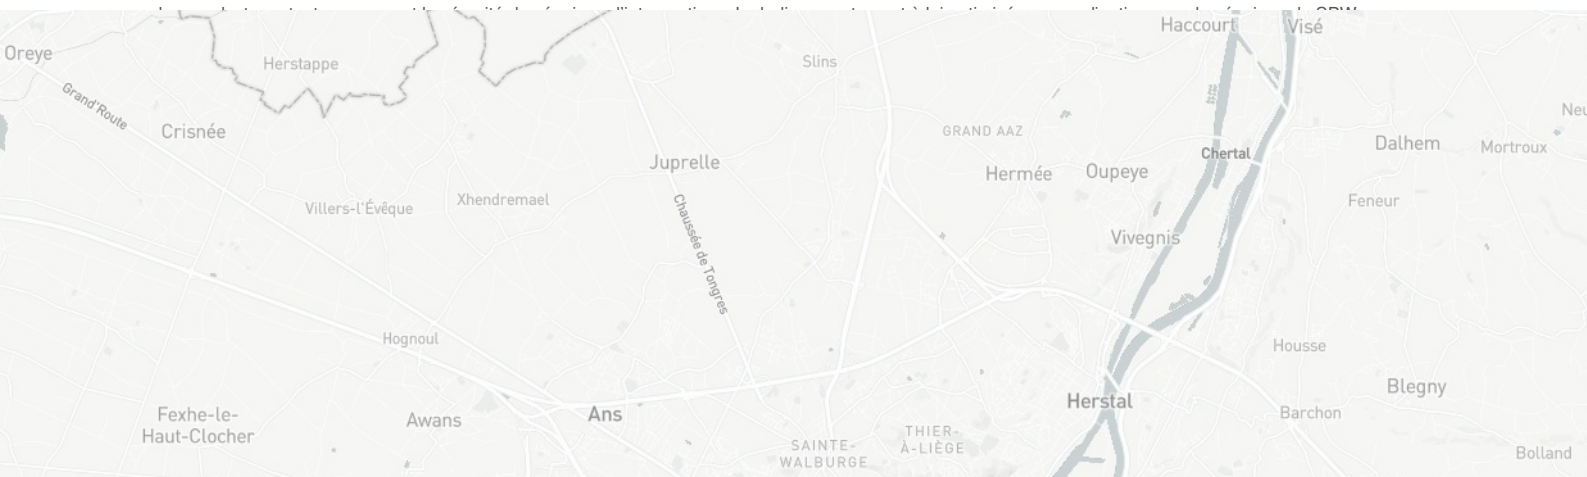 Haccourt
Visé
Oreye
Herstappe
Slins
Grand'Route
Crisnée
GRAND AAZ
Neu
Dalhem
Mortroux
Chertal
Juprelle
Hermée
Oupeye
Villers-l'Évêque
Xhendremael
Feneur
Chaussée de Tongres
Vivegnis
Hognoul
Housse
Blegny
Fexhe-le-
Haut-Clocher
Awans
Ans
Herstal
Barchon
SAINTE-
WALBURGE
THIER-
À-LIÈGE
Bolland